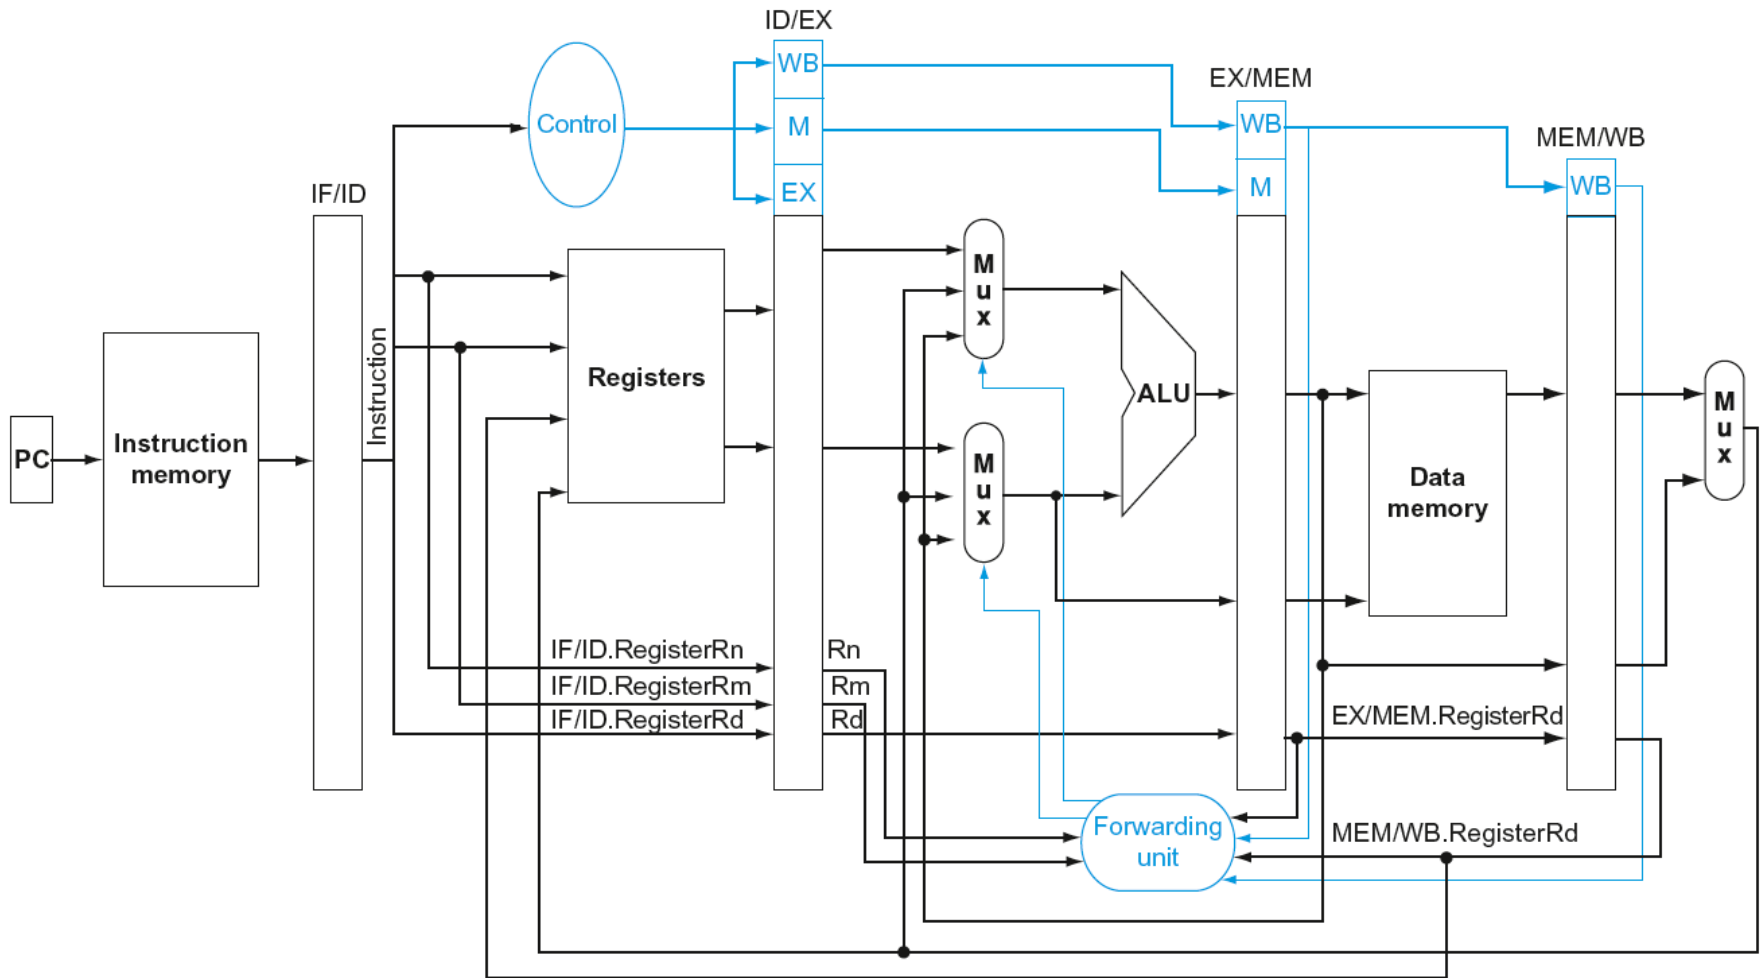 ID/EX
WB
EX/MEM
Control
M
WB
MEM/WB
IF/ID
EX
M
WB
M
u
x
Instruction
Registers
ALU
M
u
x
PC
Instruction
memory
M
u
x
Data
memory
IF/ID.RegisterRn
Rn
IF/ID.RegisterRm
Rm
IF/ID.RegisterRd
Rd
EX/MEM.RegisterRd
Forwarding
unit
MEM/WB.RegisterRd